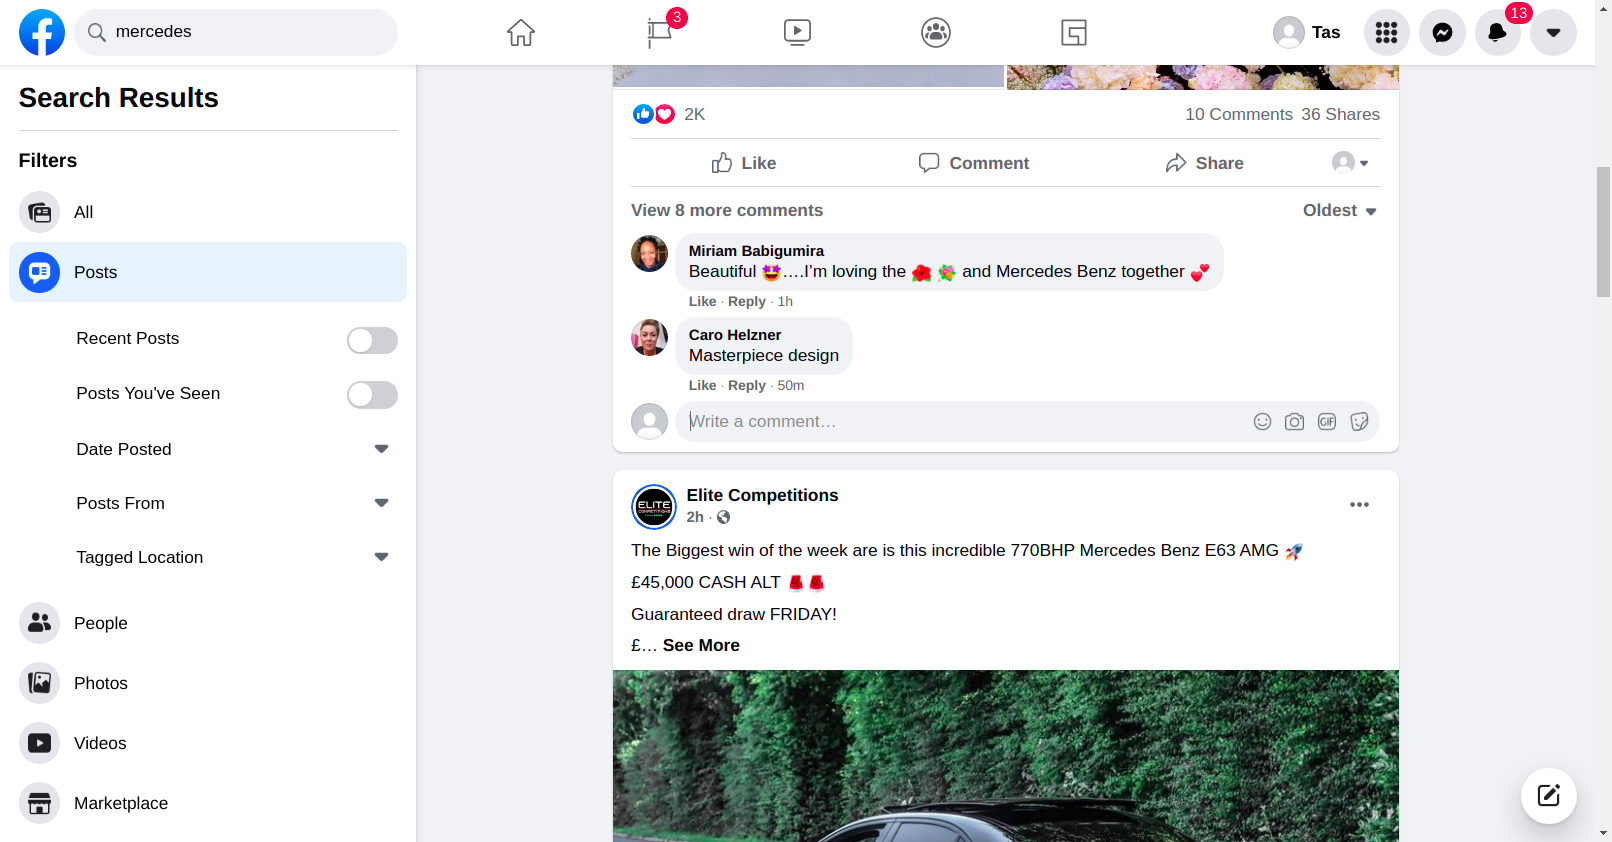 mercedes
3
Tas
13
Search Results
Filters
All
Posts
Recent Posts
Posts You've Seen
Date Posted
Posts From
Tagged Location
People
Photos
Videos
Marketplace
2K
10 Comments 36 Shares
Like
Comment
Share
View 8 more comments
Oldest
Miriam Babigumira
Beautiful 🤩….I'm loving the 🌺 💐 and Mercedes Benz together 💕
Like · Reply · 1h
Caro Helzner
Masterpiece design
Like · Reply · 50m
Write a comment…
GIF
ELITE
COMPETITIONS
Elite Competitions
2h ·
The Biggest win of the week are is this incredible 770BHP Mercedes Benz E63 AMG 🚀
£45,000 CASH ALT 🥊🥊
Guaranteed draw FRIDAY!
£… See More